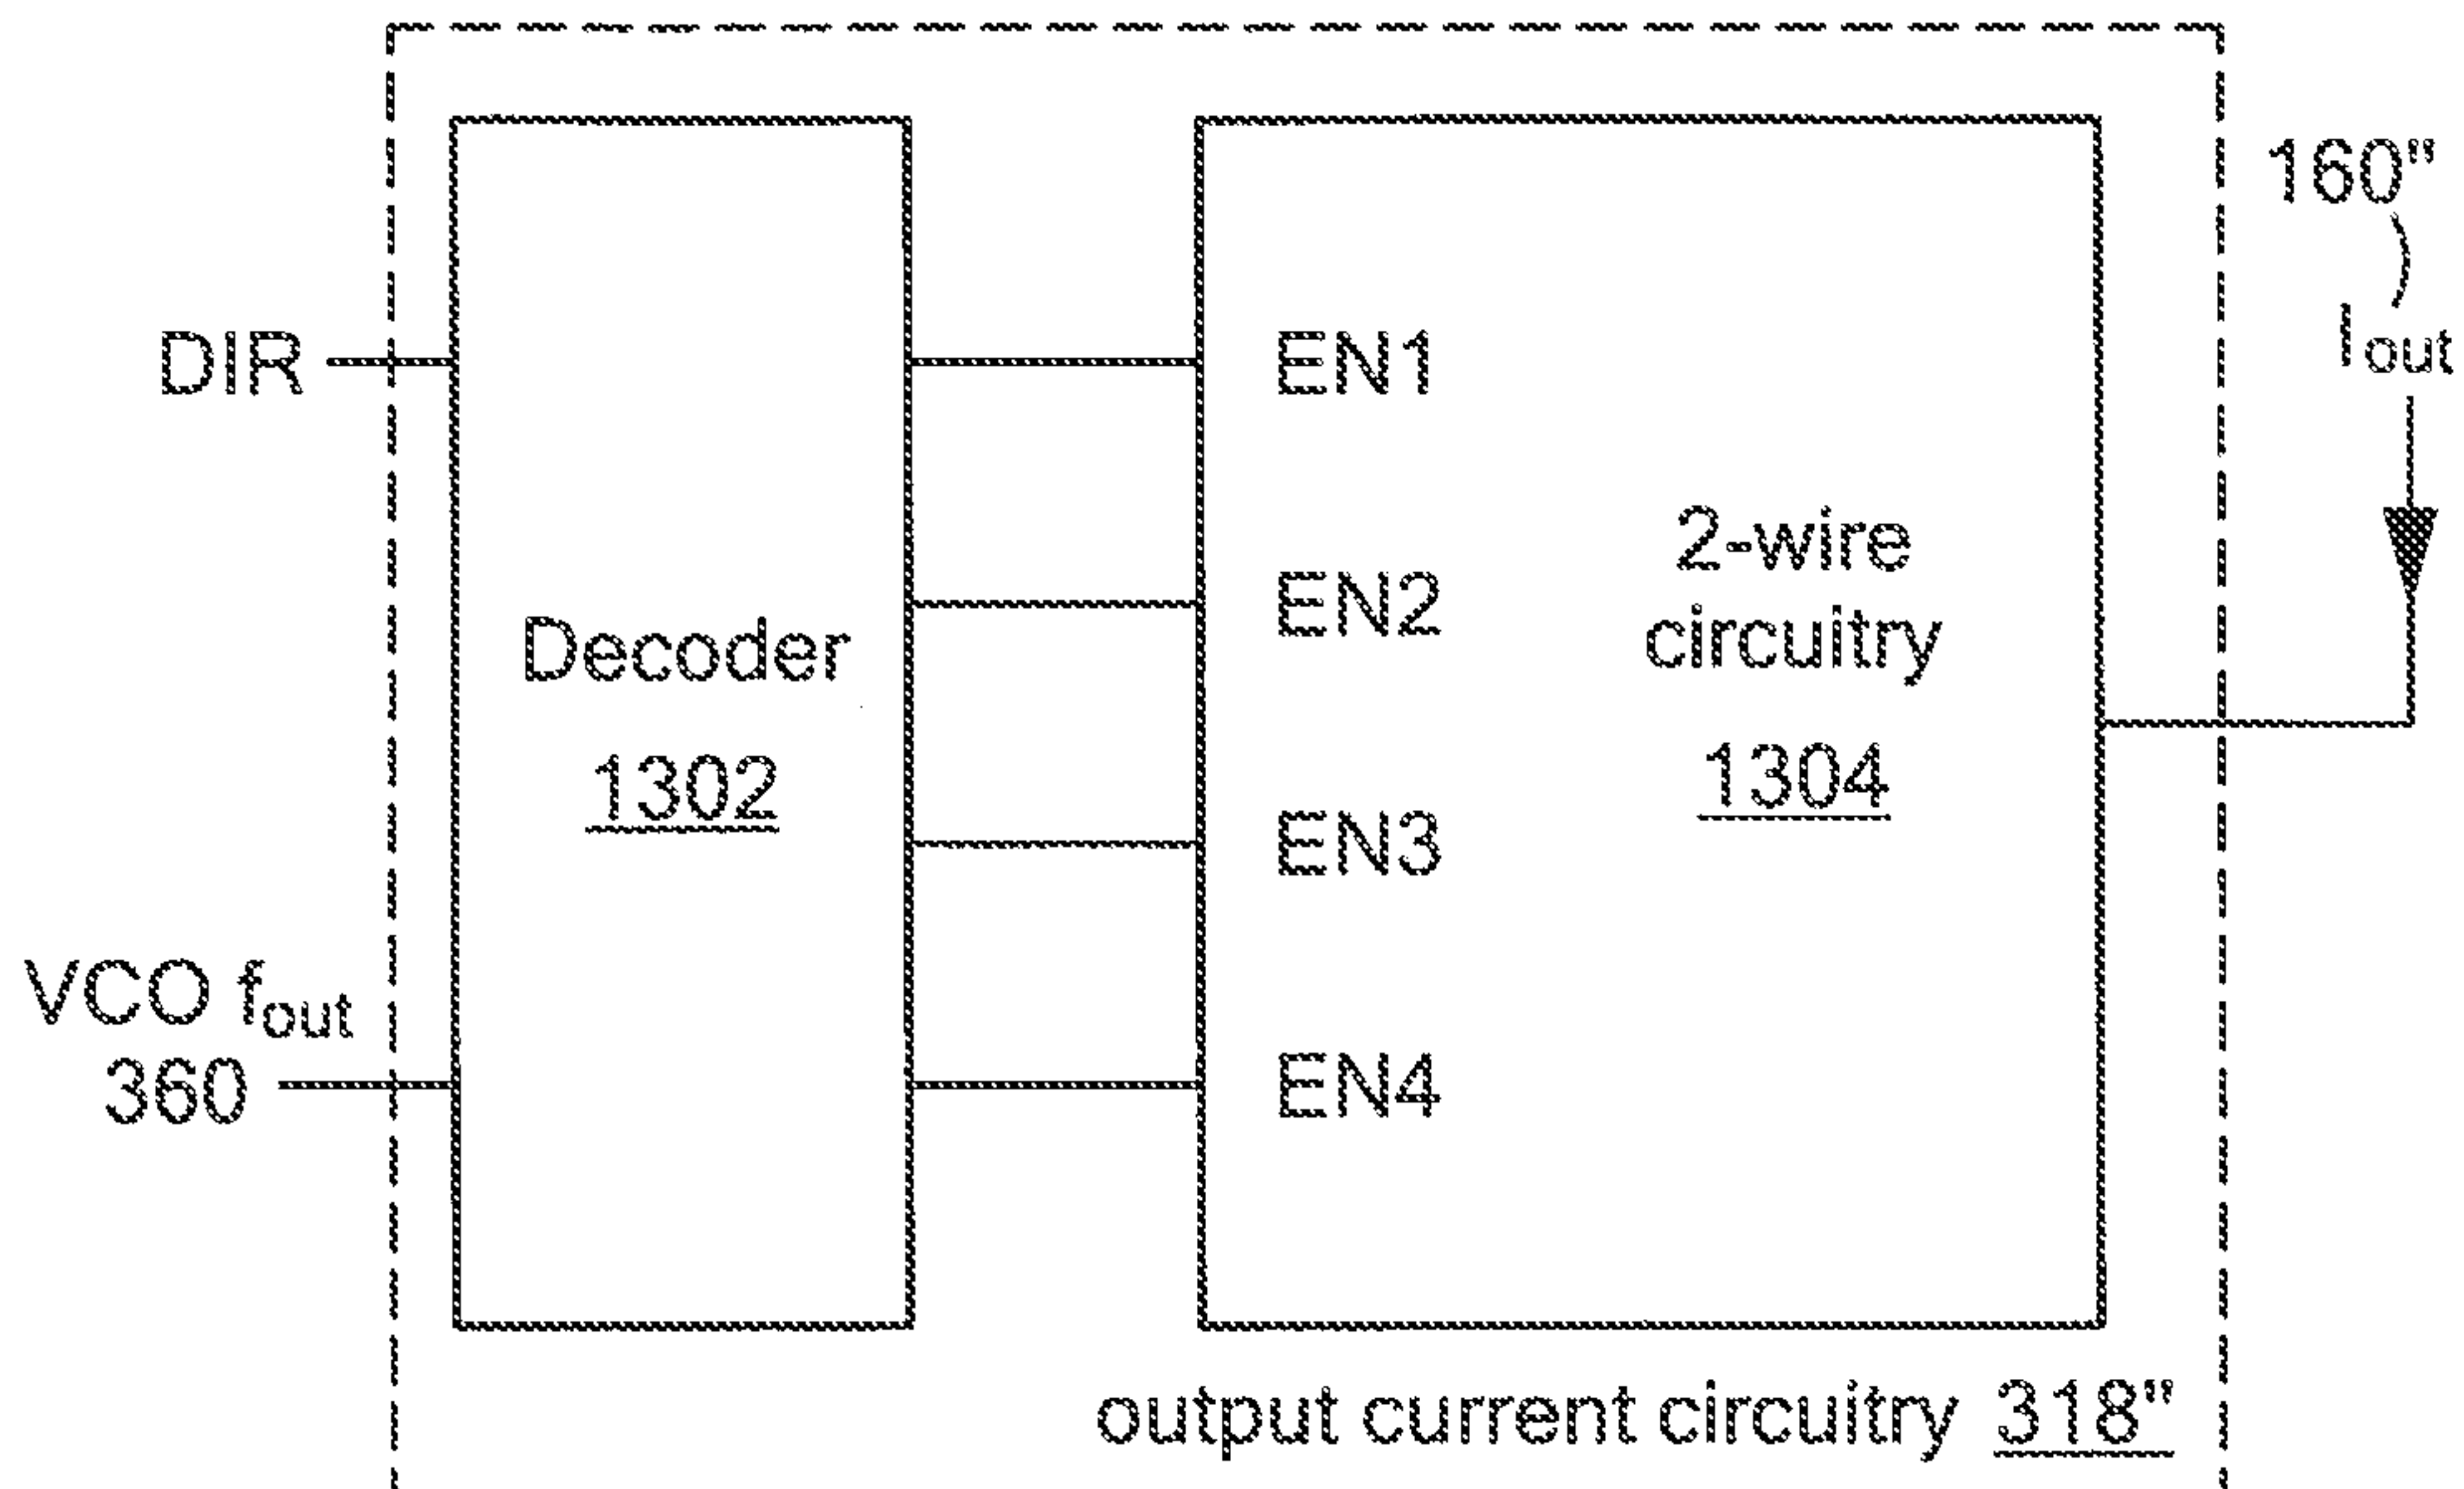 160"
I out
DIR
EN1
2-wire
circuitry
1304
EN2
Decoder
1302
EN3
VCO fout
360
EN4
output current circuitry 318"